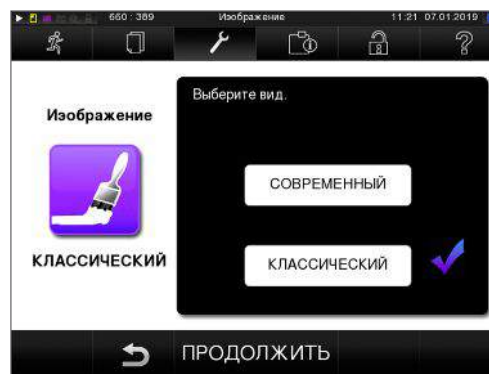 660 : 389 Изображение 11:21 07.01.2019
Изображение
Выберите вид.
СОВРЕМЕННЫЙ
КЛАССИЧЕСКИЙ
КЛАССИЧЕСКИЙ
ПРОДОЛЖИТЬ